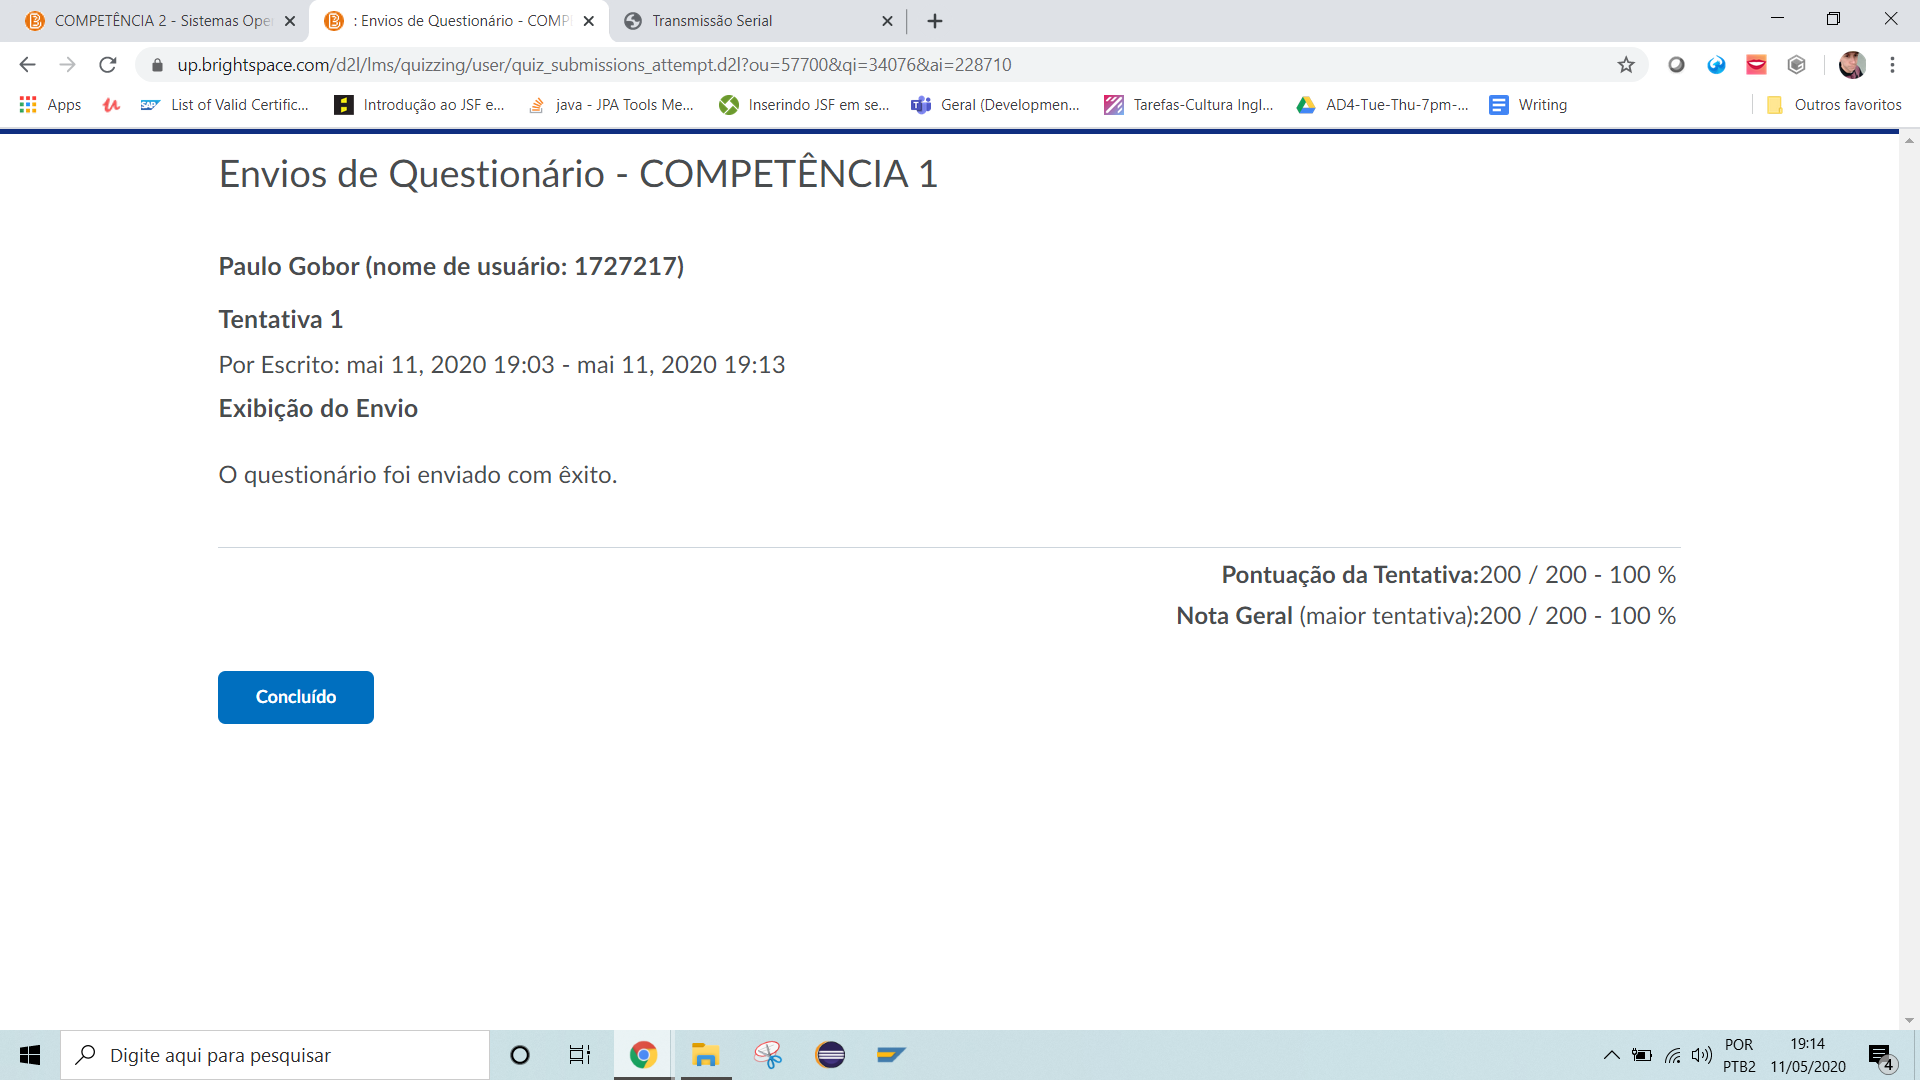 COMPETÊNCIA 2 - Sistemas Oper
: Envios de Questionário - COMP
Transmissão Serial
up.brightspace.com/d2l/lms/quizzing/user/quiz_submissions_attempt.d2l?ou=57700&qi=34076&ai=228710
Apps
List of Valid Certific...
Introdução ao JSF e...
java - JPA Tools Me...
Inserindo JSF em se...
Geral (Developmen...
Tarefas-Cultura Ingl...
AD4-Tue-Thu-7pm-...
Writing
Outros favoritos
Envios de Questionário - COMPETÊNCIA 1
Paulo Gobor (nome de usuário: 1727217)
Tentativa 1
Por Escrito: mai 11, 2020 19:03 - mai 11, 2020 19:13
Exibição do Envio
O questionário foi enviado com êxito.
Pontuação da Tentativa:200 / 200 - 100 %
Nota Geral (maior tentativa):200 / 200 - 100 %
Concluído
Digite aqui para pesquisar
POR
PTB2
19:14
11/05/2020
4